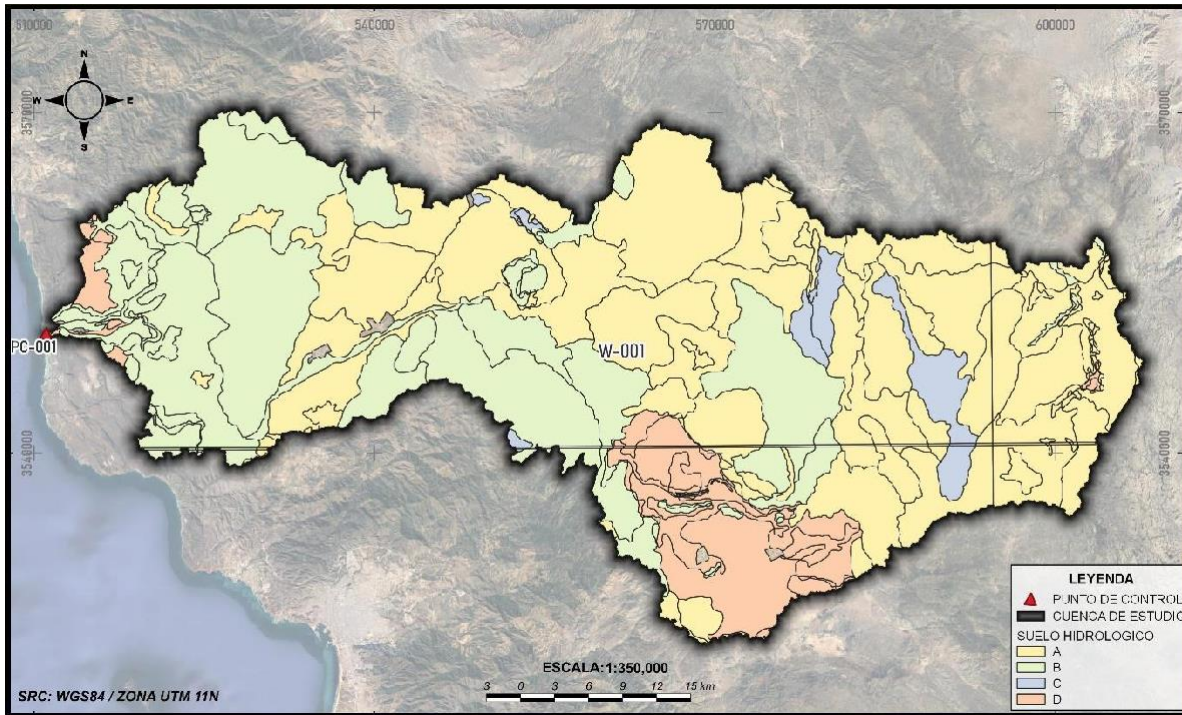 510000 540000 570000 600000
N
W E
S
3570000 3570000
PC-001
W-001
3540000 3540000
LEYENDA
PUNTO DE CONTROL
CUENCA DE ESTUDIO
SUELO HIDROLOGICO
A
B
C
D
ESCALA:1:350,000
3 0 3 6 9 12 15 km
SRC: WGS84 / ZONA UTM 11N